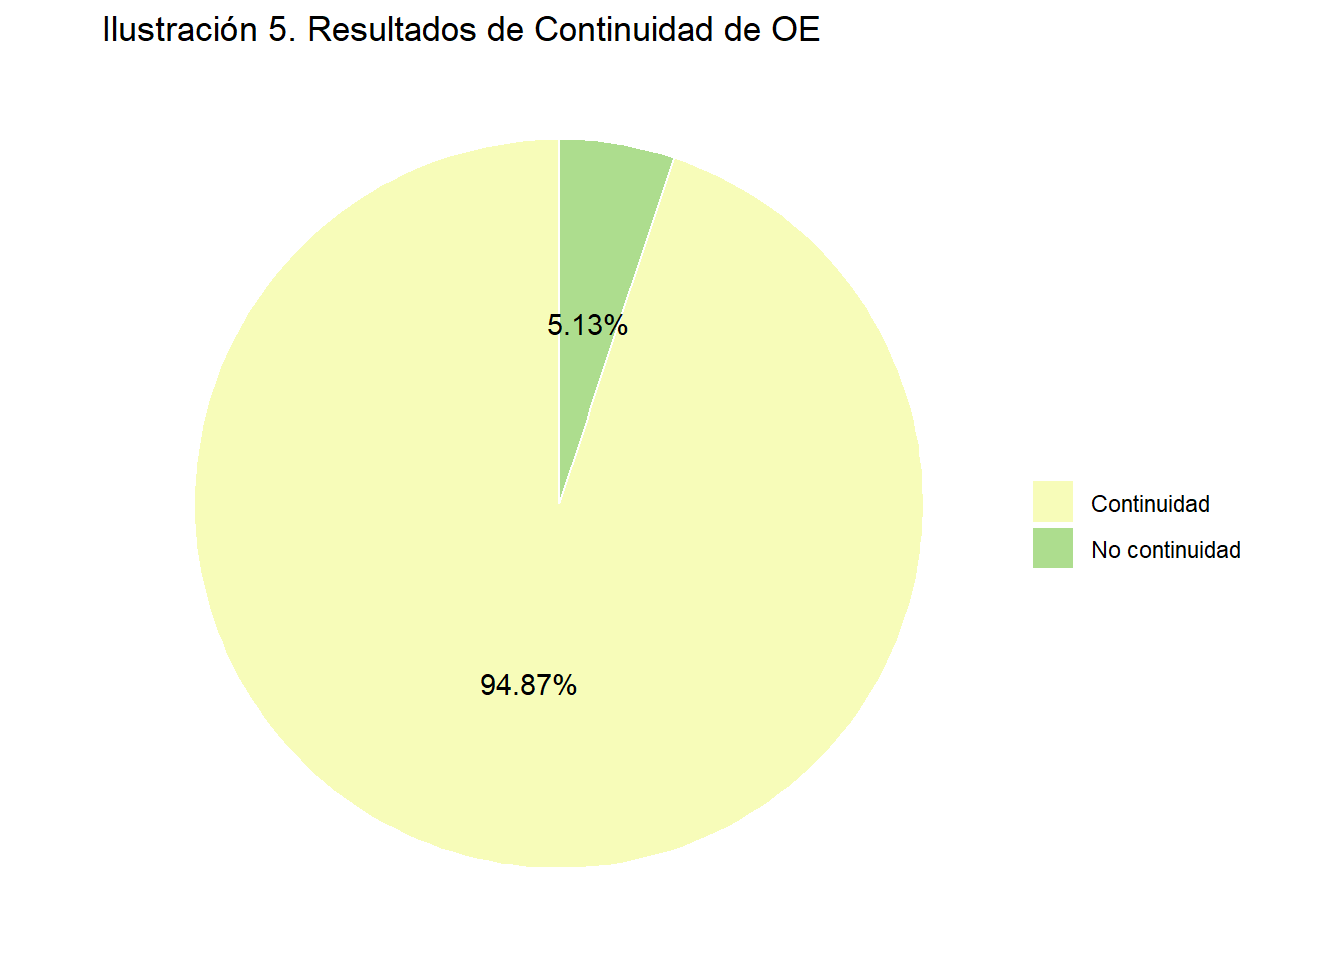 Ilustración 5. Resultados de Continuidad de OE
5.13%
94.87%
Continuidad
No continuidad